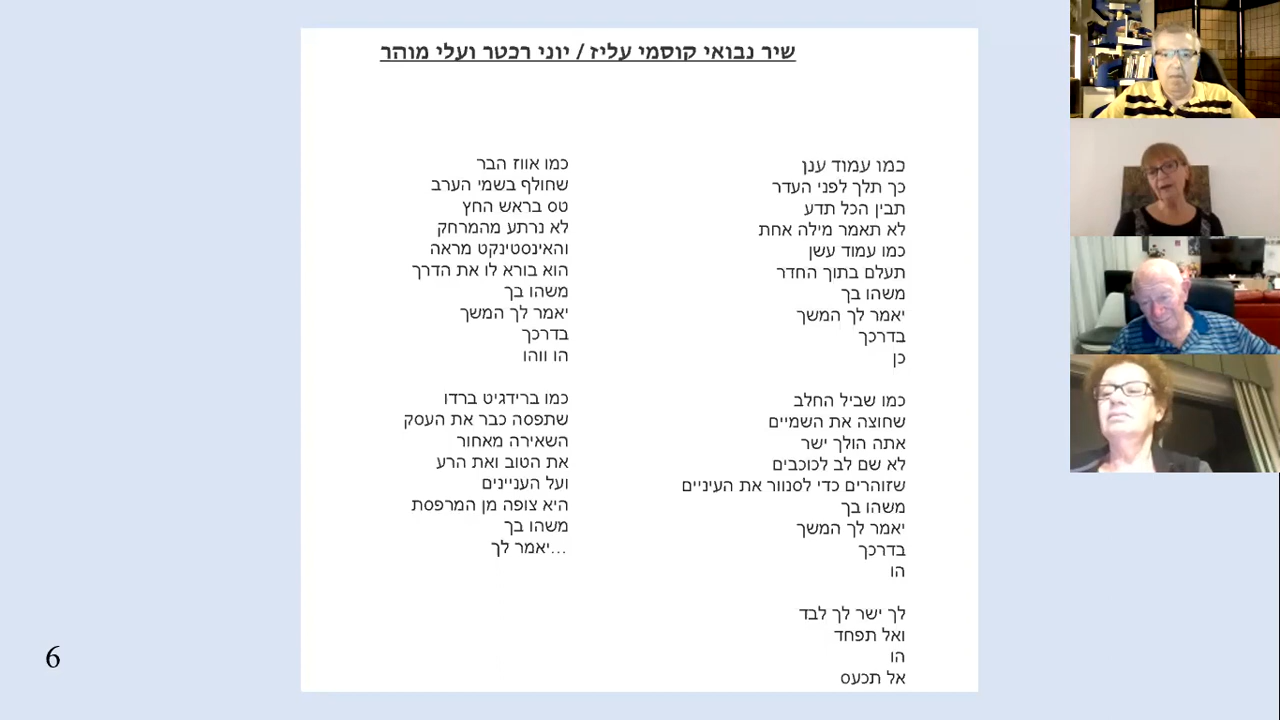 שיר נבואי קוסמי עליז / יוני רכטר ועלי מוהר
כמו עמוד ענן
כך תלך לפני העדר
תבין הכל תדע
לא תאמר מילה אחת
כמו עמוד עשן
תעלם בתוך החדר
משהו בך
יאמר לך המשך
בדרכך
כן
כמו שביל החלב
שחוצה את השמיים
אתה הולך ישר
לא שם לב לכוכבים
שזוהרים כדי לסנוור את העיניים
משהו בך
יאמר לך המשך
בדרכך
הו
לך ישר לך לבד
ואל תפחד
הו
אל תכעס
כמו אווז הבר
שחולף בשמי הערב
טס בראש החץ
לא נרתע מהמרחק
והאינסטינקט מראה
הוא בורא לו את הדרך
משהו בך
יאמר לך המשך
בדרכך
הו ווהו
כמו ברידגיט ברדו
שתפסה כבר את העסק
השאירה מאחור
את הטוב ואת הרע
ועל העניינים
היא צופה מן המרפסת
משהו בך
יאמר לך...
6